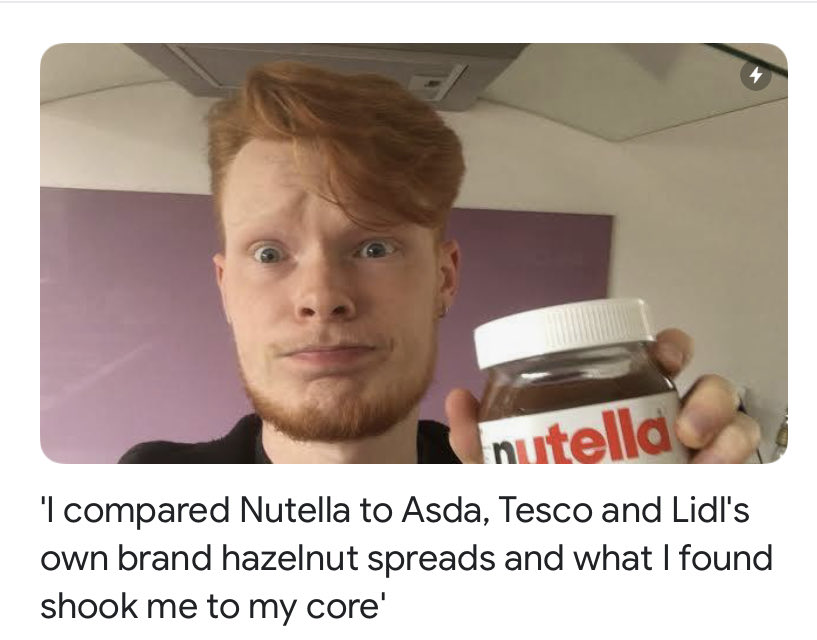 nutella
'I compared Nutella to Asda, Tesco and Lidl's
own brand hazelnut spreads and what I found
shook me to my core'